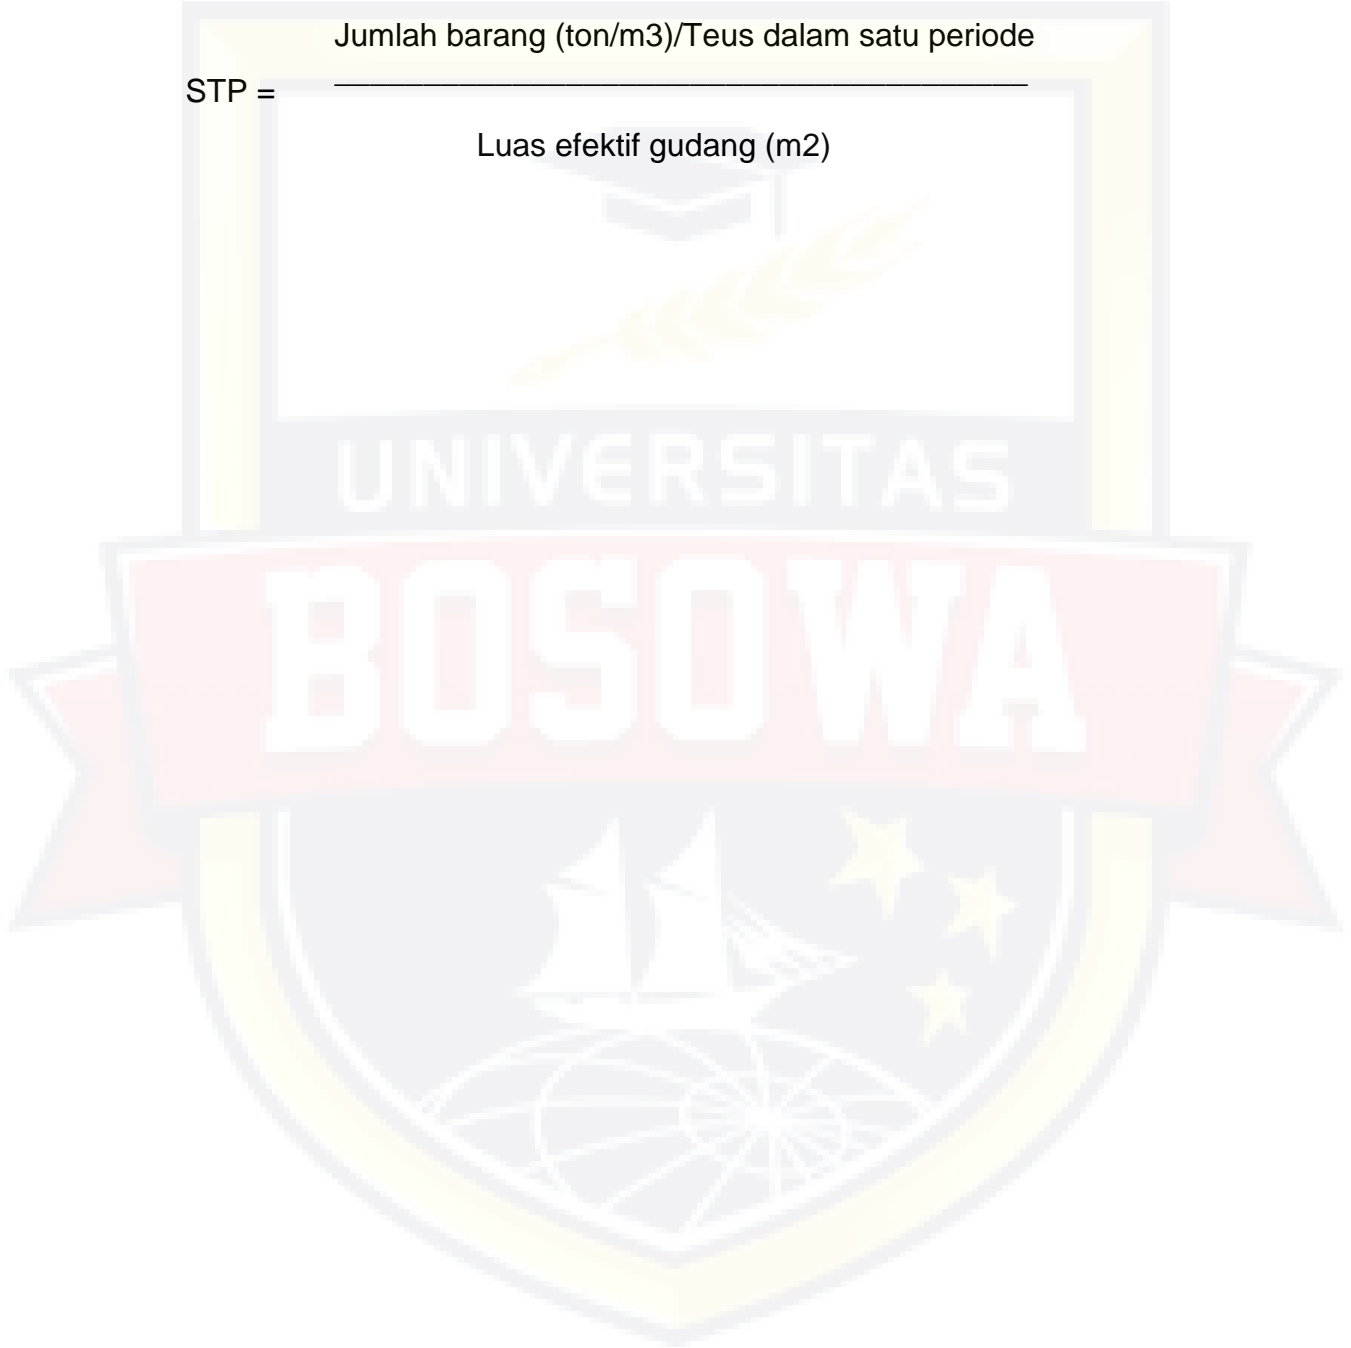 Jumlah barang (ton/m3)/Teus dalam satu periode
STP =
Luas efektif gudang (m2)
UNIVERSITAS
BOSOWA